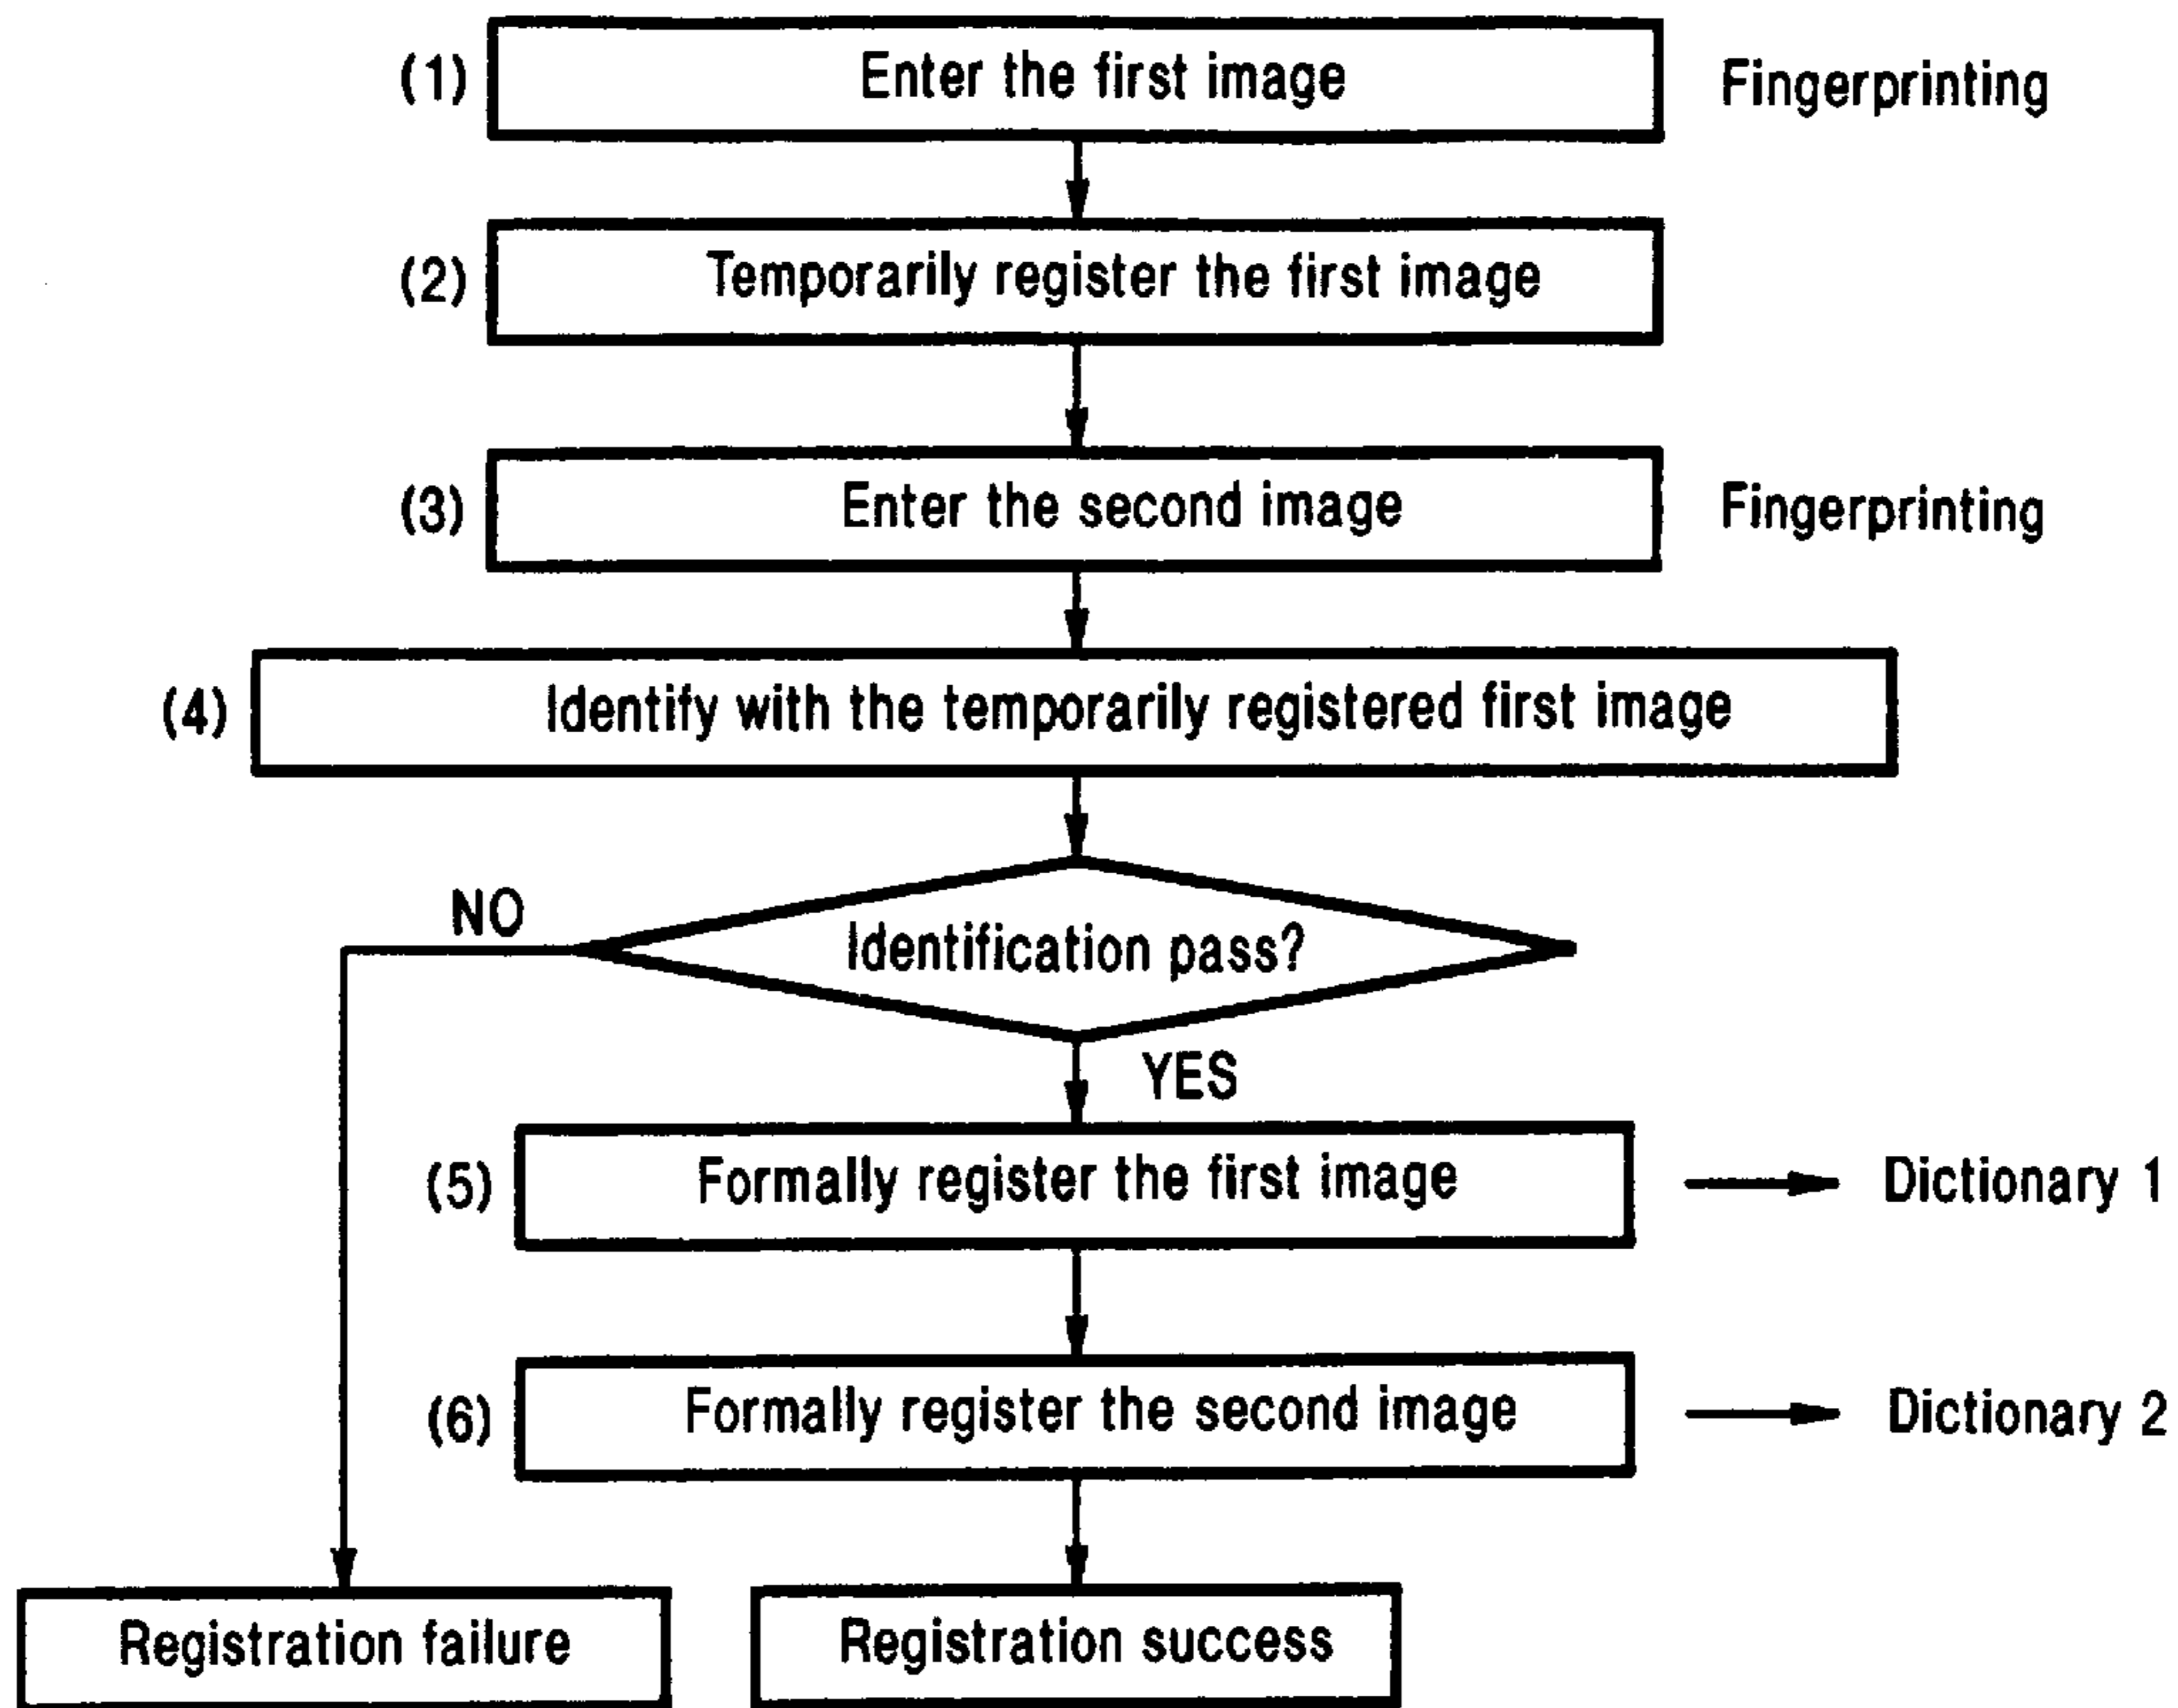 (1) Enter the first image Fingerprinting
(2) Temporarily register the first image
(3) Enter the second image Fingerprinting
(4) Identify with the temporarily registered first image
Identification pass?
NO
YES
(5) Formally register the first image Dictionary 1
(6) Formally register the second image Dictionary 2
Registration failure
Registration success